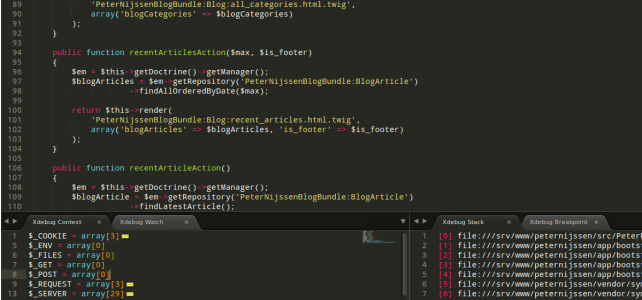 89 'PeterNijssenBlogBundle:Blog:all_categories.html.twig',
90 array('blogCategories' => $blogCategories)
91 );
92 }
93
94 public function recentArticlesAction($max, $is_footer)
95 {
96 $em = $this->getDoctrine()->getManager();
97 $blogArticles = $em->getRepository('PeterNijssenBlogBundle:BlogArticle')
98 ->findAllOrderedByDate($max);
99
100 return $this->render(
101 'PeterNijssenBlogBundle:Blog:recent_articles.html.twig',
102 array('blogArticles' => $blogArticles, 'is_footer' => $is_footer)
103 );
104 }
105
106 public function recentArticleAction()
107 {
108 $em = $this->getDoctrine()->getManager();
109 $blogArticle = $em->getRepository('PeterNijssenBlogBundle:BlogArticle')
110 ->findLatestArticle();
Xdebug Context × Xdebug Watch ×
1 $_COOKIE = array[3]
5 $_ENV = array[0]
6 $_FILES = array[0]
7 $_GET = array[0]
8 $_POST = array[0]
9 $_REQUEST = array[3]
13 $_SERVER = array[29]
Xdebug Stack × Xdebug Breakpoint ×
1 [0] file:///srv/www/peternijssen/src/Peter
2 [1] file:///srv/www/peternijssen/app/boots
3 [2] file:///srv/www/peternijssen/app/boots
4 [3] file:///srv/www/peternijssen/app/boots
5 [4] file:///srv/www/peternijssen/app/boots
6 [5] file:///srv/www/peternijssen/vendor/sy
7 [6] file:///srv/www/peternijssen/vendor/sy